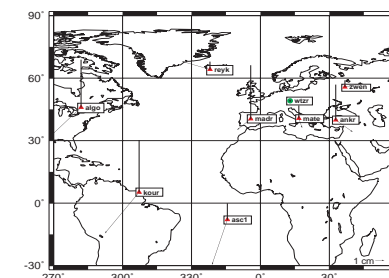 90°
reyk
60°
zwen
algo
wtzr
madr
mate
ankr
30°
kour
0°
asc1
-30°
1 cm
270°
300°
330°
0°
30°